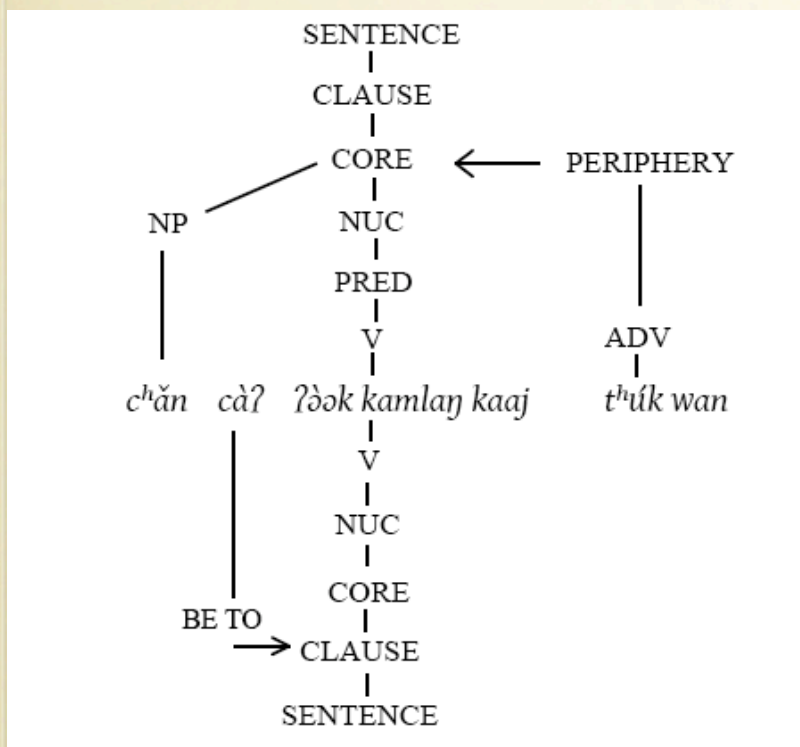 SENTENCE
CLAUSE
CORE PERIPHERY
NP NUC
PRED
V ADV
cʰǎn càʔ ʔɔ̀ɔk kamlaŋ kaaj tʰúk wan
V
NUC
CORE
BE TO
CLAUSE
SENTENCE